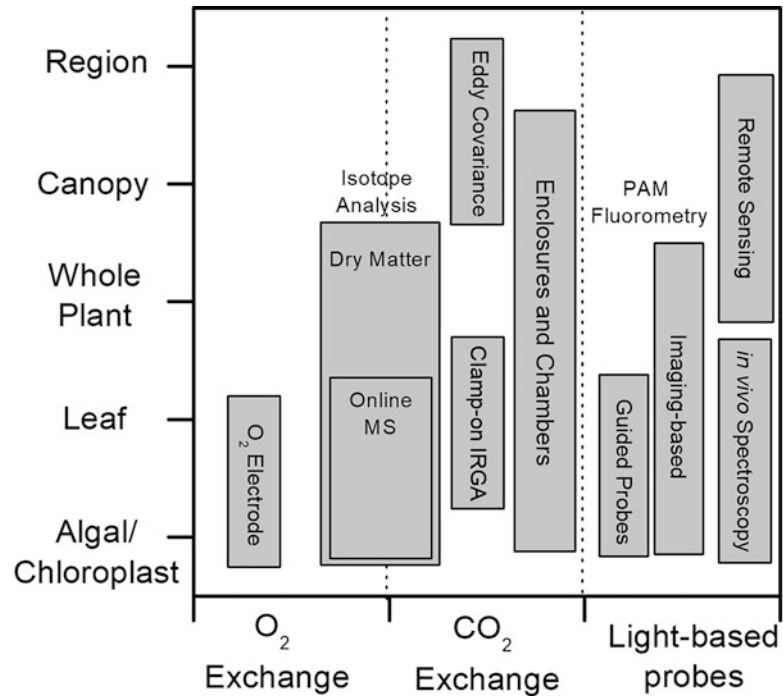 Region
Canopy
Whole
Plant
Leaf
Algal/
Chloroplast
O₂ Electrode
Isotope
Analysis
Dry Matter
Online
MS
Eddy Covariance
Clamp-on IRGA
Enclosures and Chambers
PAM
Fluorometry
Guided Probes
Imaging-based
Remote Sensing
in vivo Spectroscopy
O₂
Exchange
CO₂
Exchange
Light-based
probes